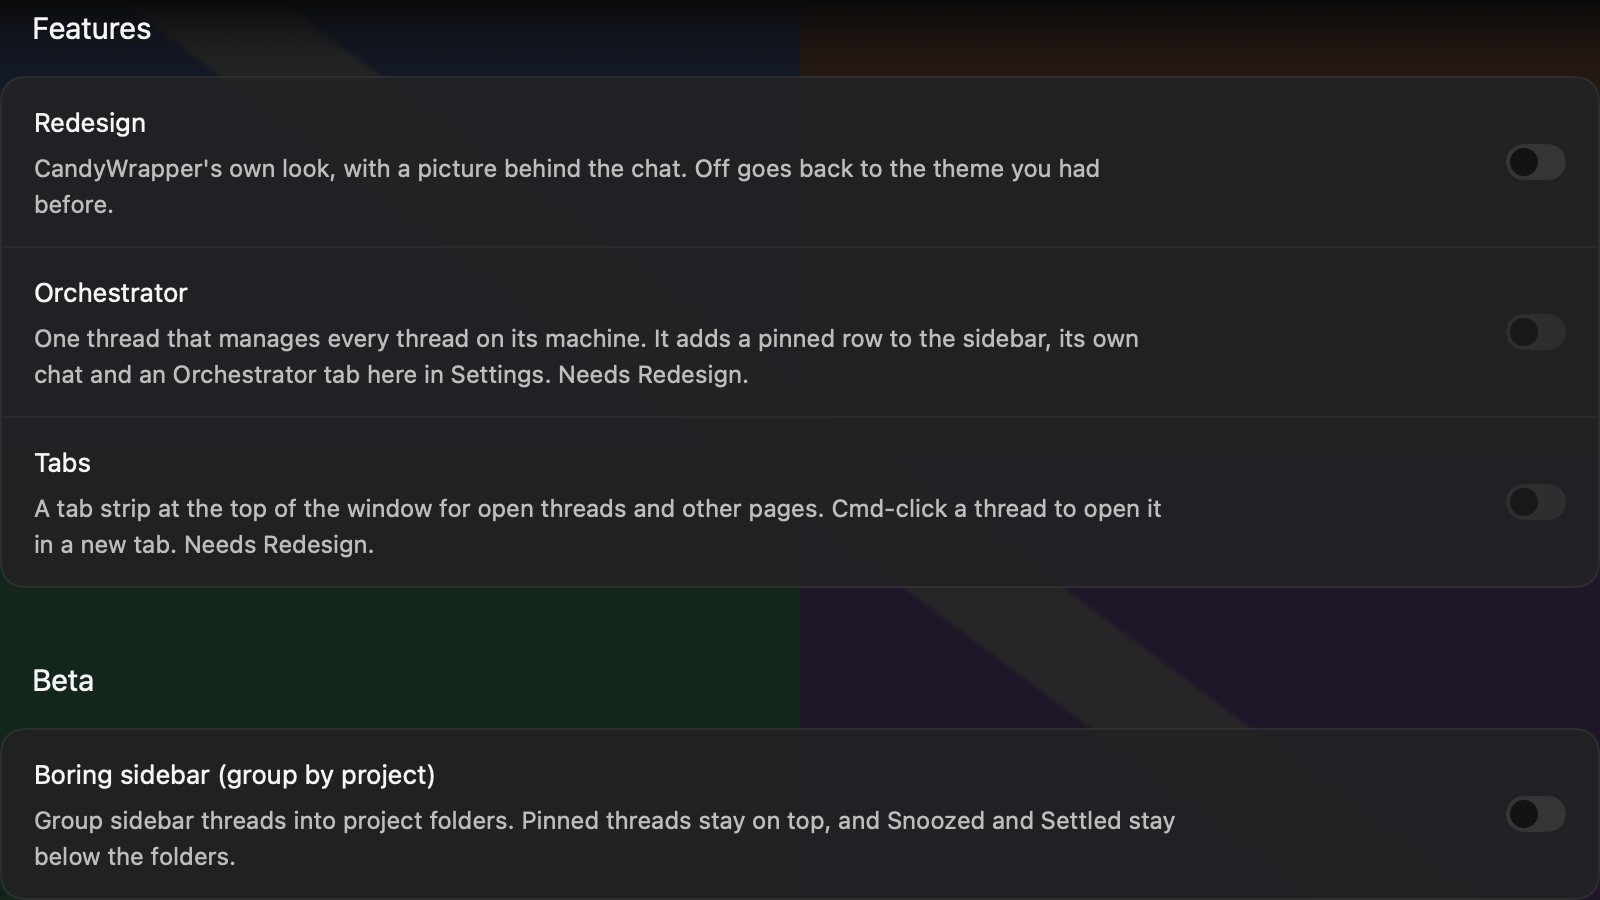 Features
Redesign
CandyWrapper's own look, with a picture behind the chat. Off goes back to the theme you had
before.
Orchestrator
One thread that manages every thread on its machine. It adds a pinned row to the sidebar, its own
chat and an Orchestrator tab here in Settings. Needs Redesign.
Tabs
A tab strip at the top of the window for open threads and other pages. Cmd-click a thread to open it
in a new tab. Needs Redesign.
Beta
Boring sidebar (group by project)
Group sidebar threads into project folders. Pinned threads stay on top, and Snoozed and Settled stay
below the folders.